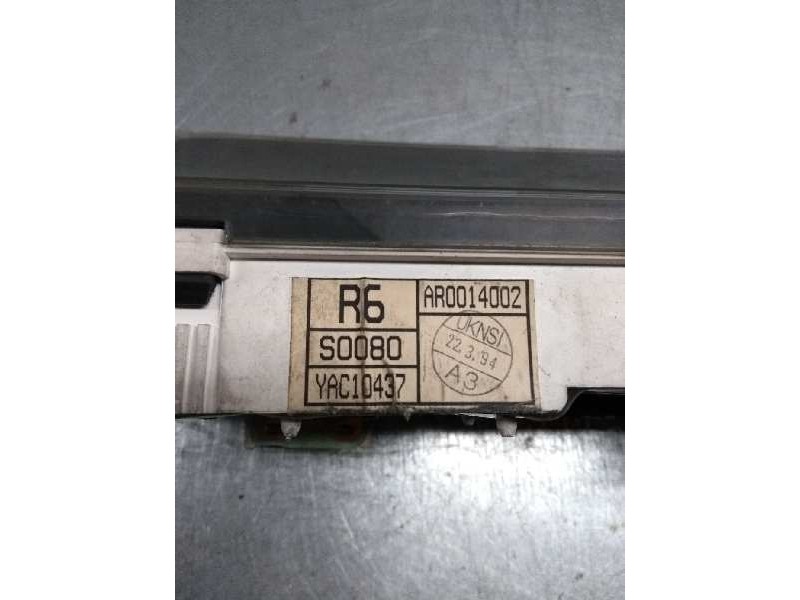 R6
S0080
YAC10437
AR0014002
UKNSI
22.3.'94
A3